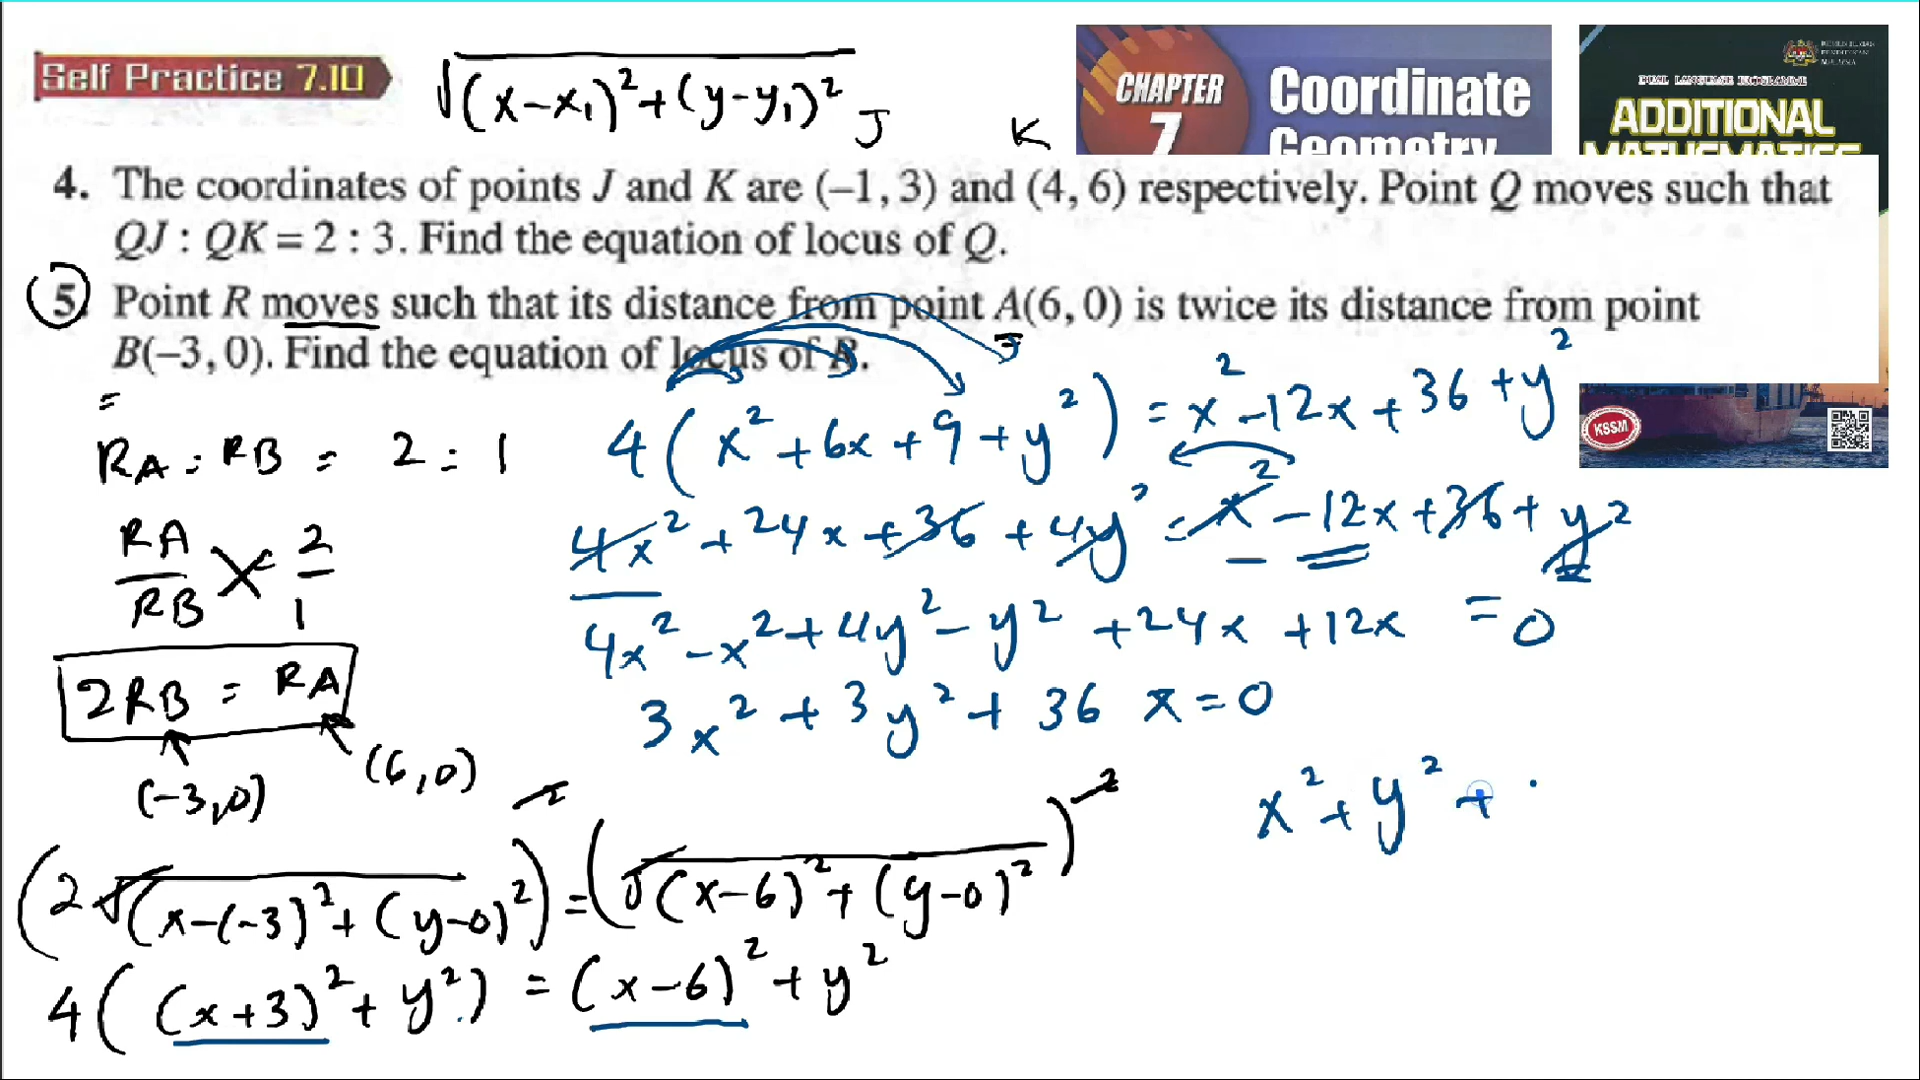 Self Practice 7.10
√(x-x₁)²+(y-y₁)²
J
K
CHAPTER
7
Coordinate
Geometry
DUAL LANGUAGE PROGRAMME
ADDITIONAL
MATHEMATICS
4. The coordinates of points J and K are (–1, 3) and (4, 6) respectively. Point Q moves such that
QJ : QK = 2 : 3. Find the equation of locus of Q.
5. Point R moves such that its distance from point A(6, 0) is twice its distance from point
B(–3, 0). Find the equation of locus of R.
KSSM
RA : RB = 2 : 1
RA/RB = 2/1
2RB = RA
(-3,0)
(6,0)
(2√(x-(-3)²+(y-0)²)² = (√(x-6)²+(y-0)²)²
4((x+3)²+y²) = (x-6)²+y²
4(x²+6x+9+y²) = x²-12x+36+y²
4x²+24x+36+4y² = x²-12x+36+y²
4x²-x²+4y²-y²+24x+12x = 0
3x²+3y²+36x=0
x²+y²+